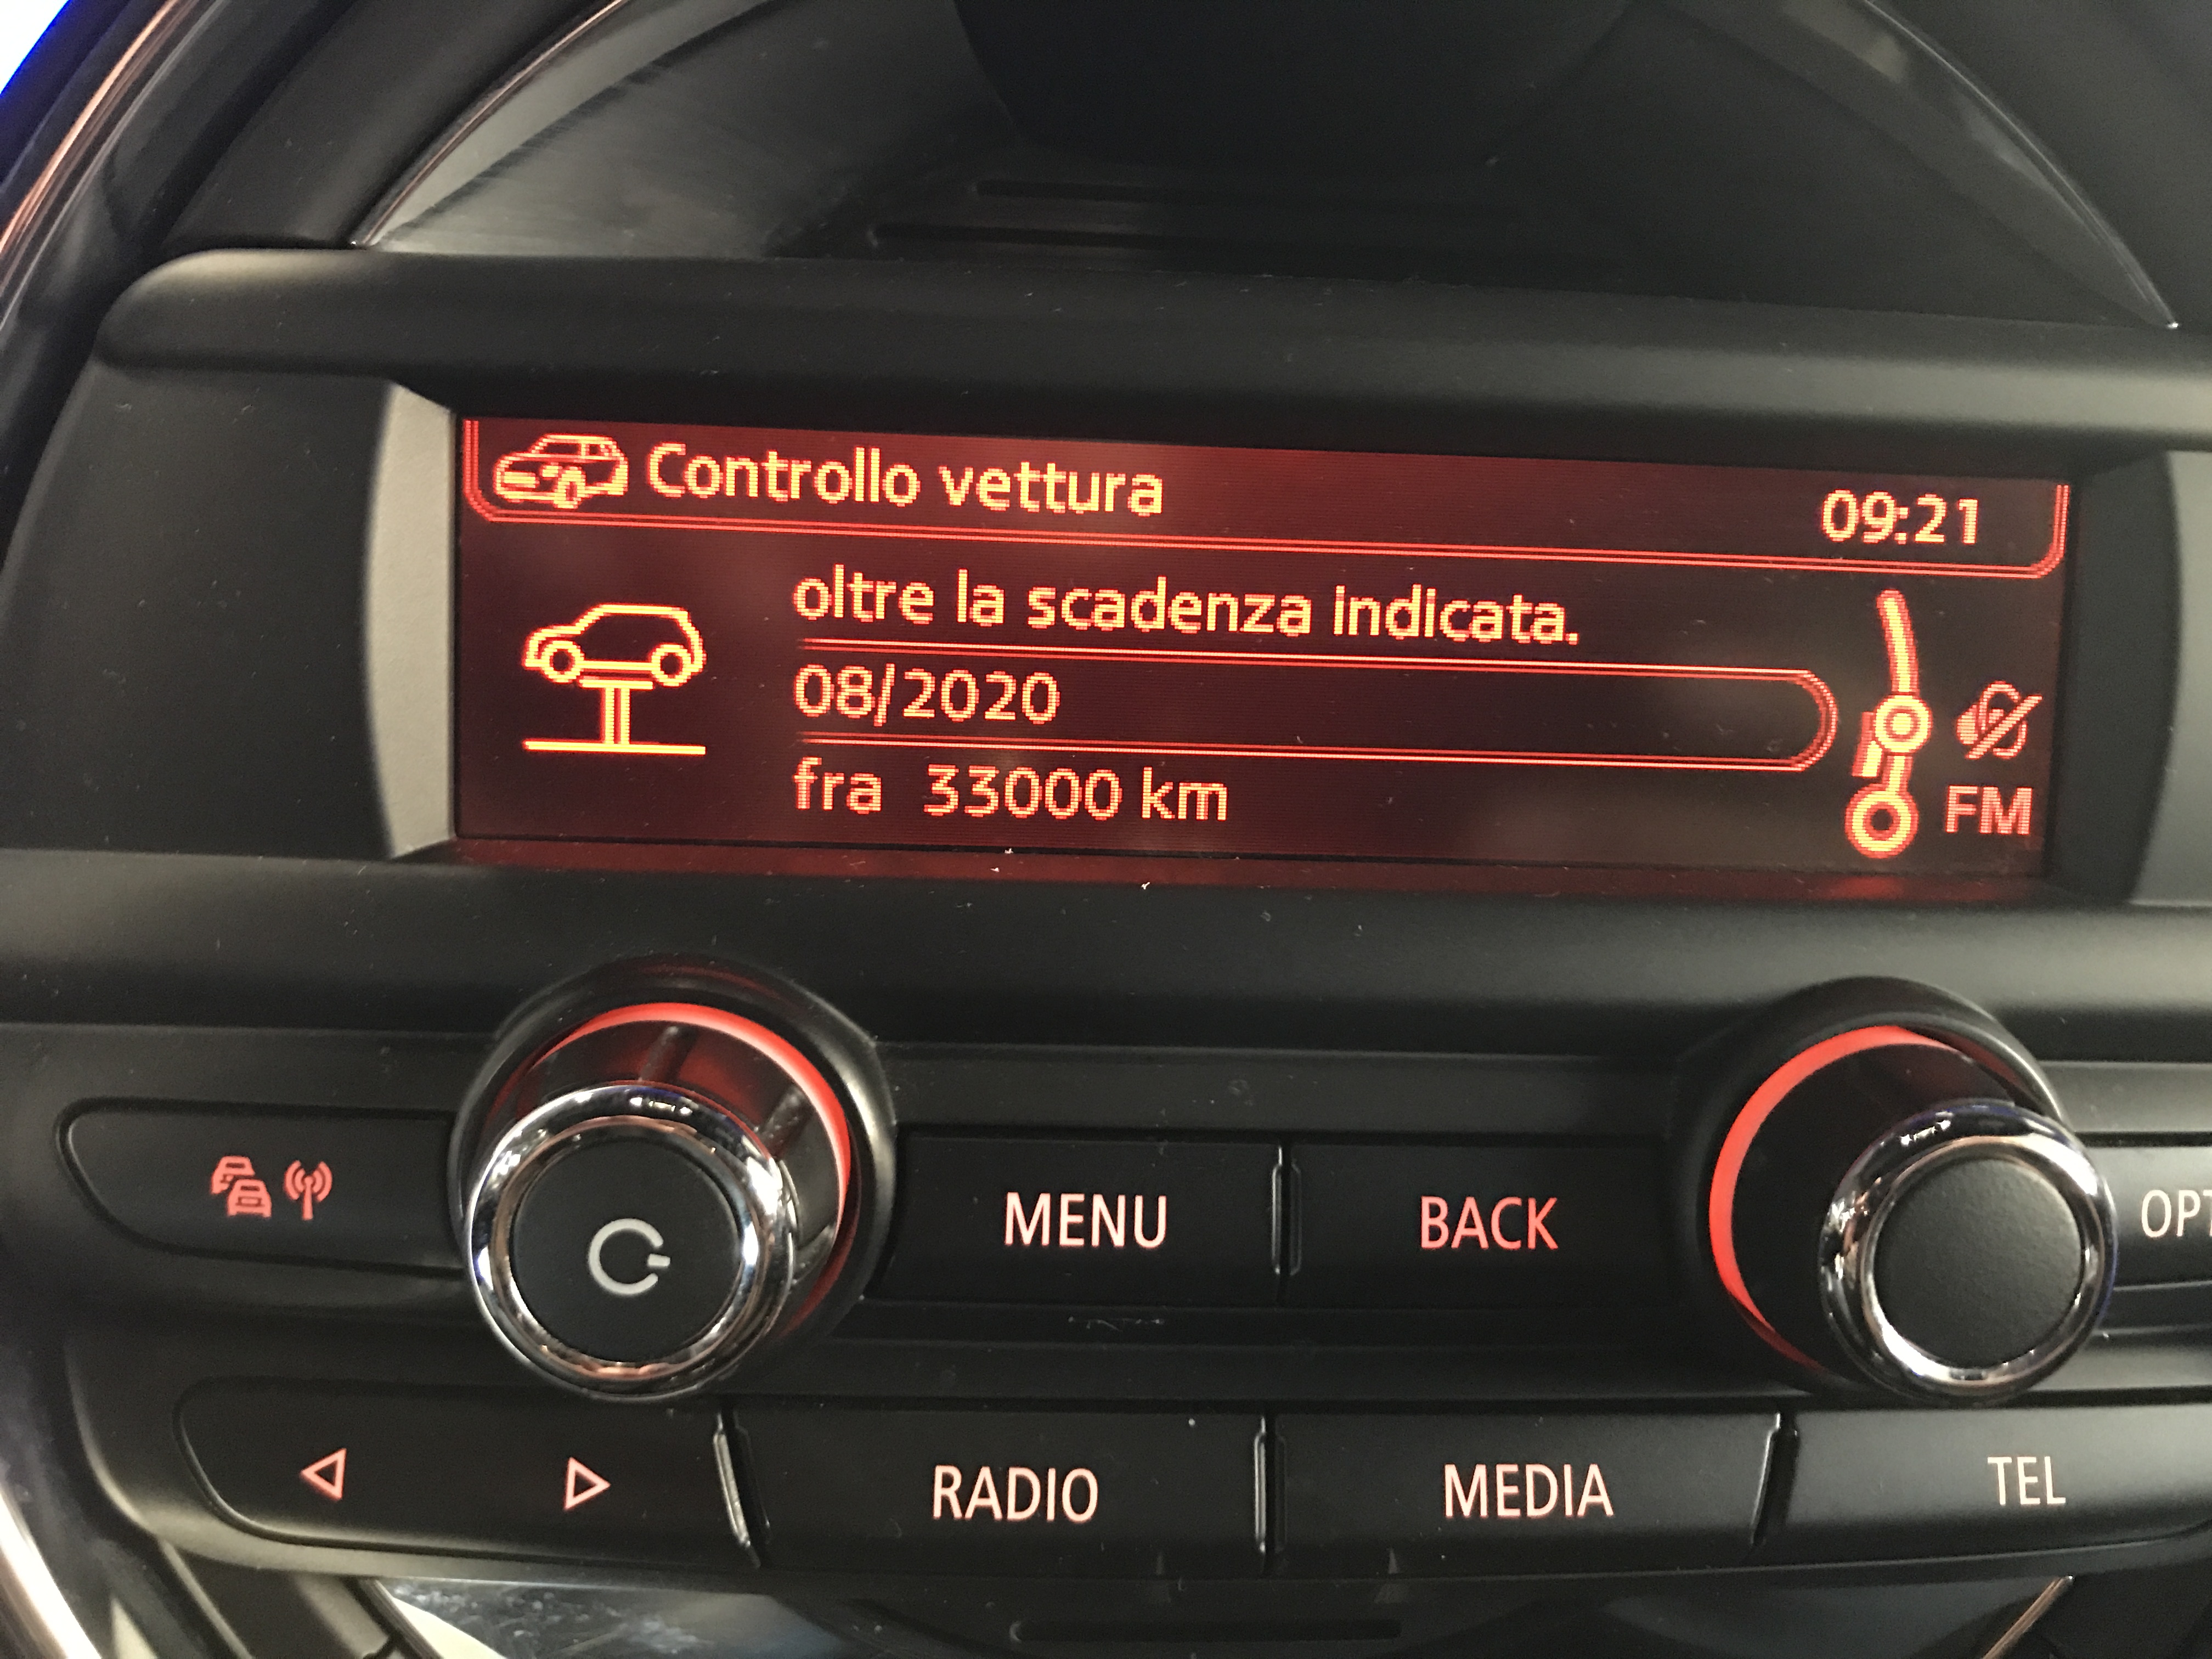 Controllo vettura 09:21
oltre la scadenza indicata.
08/2020
fra 33000 km
FM
MENU
BACK
OPT
RADIO
MEDIA
TEL